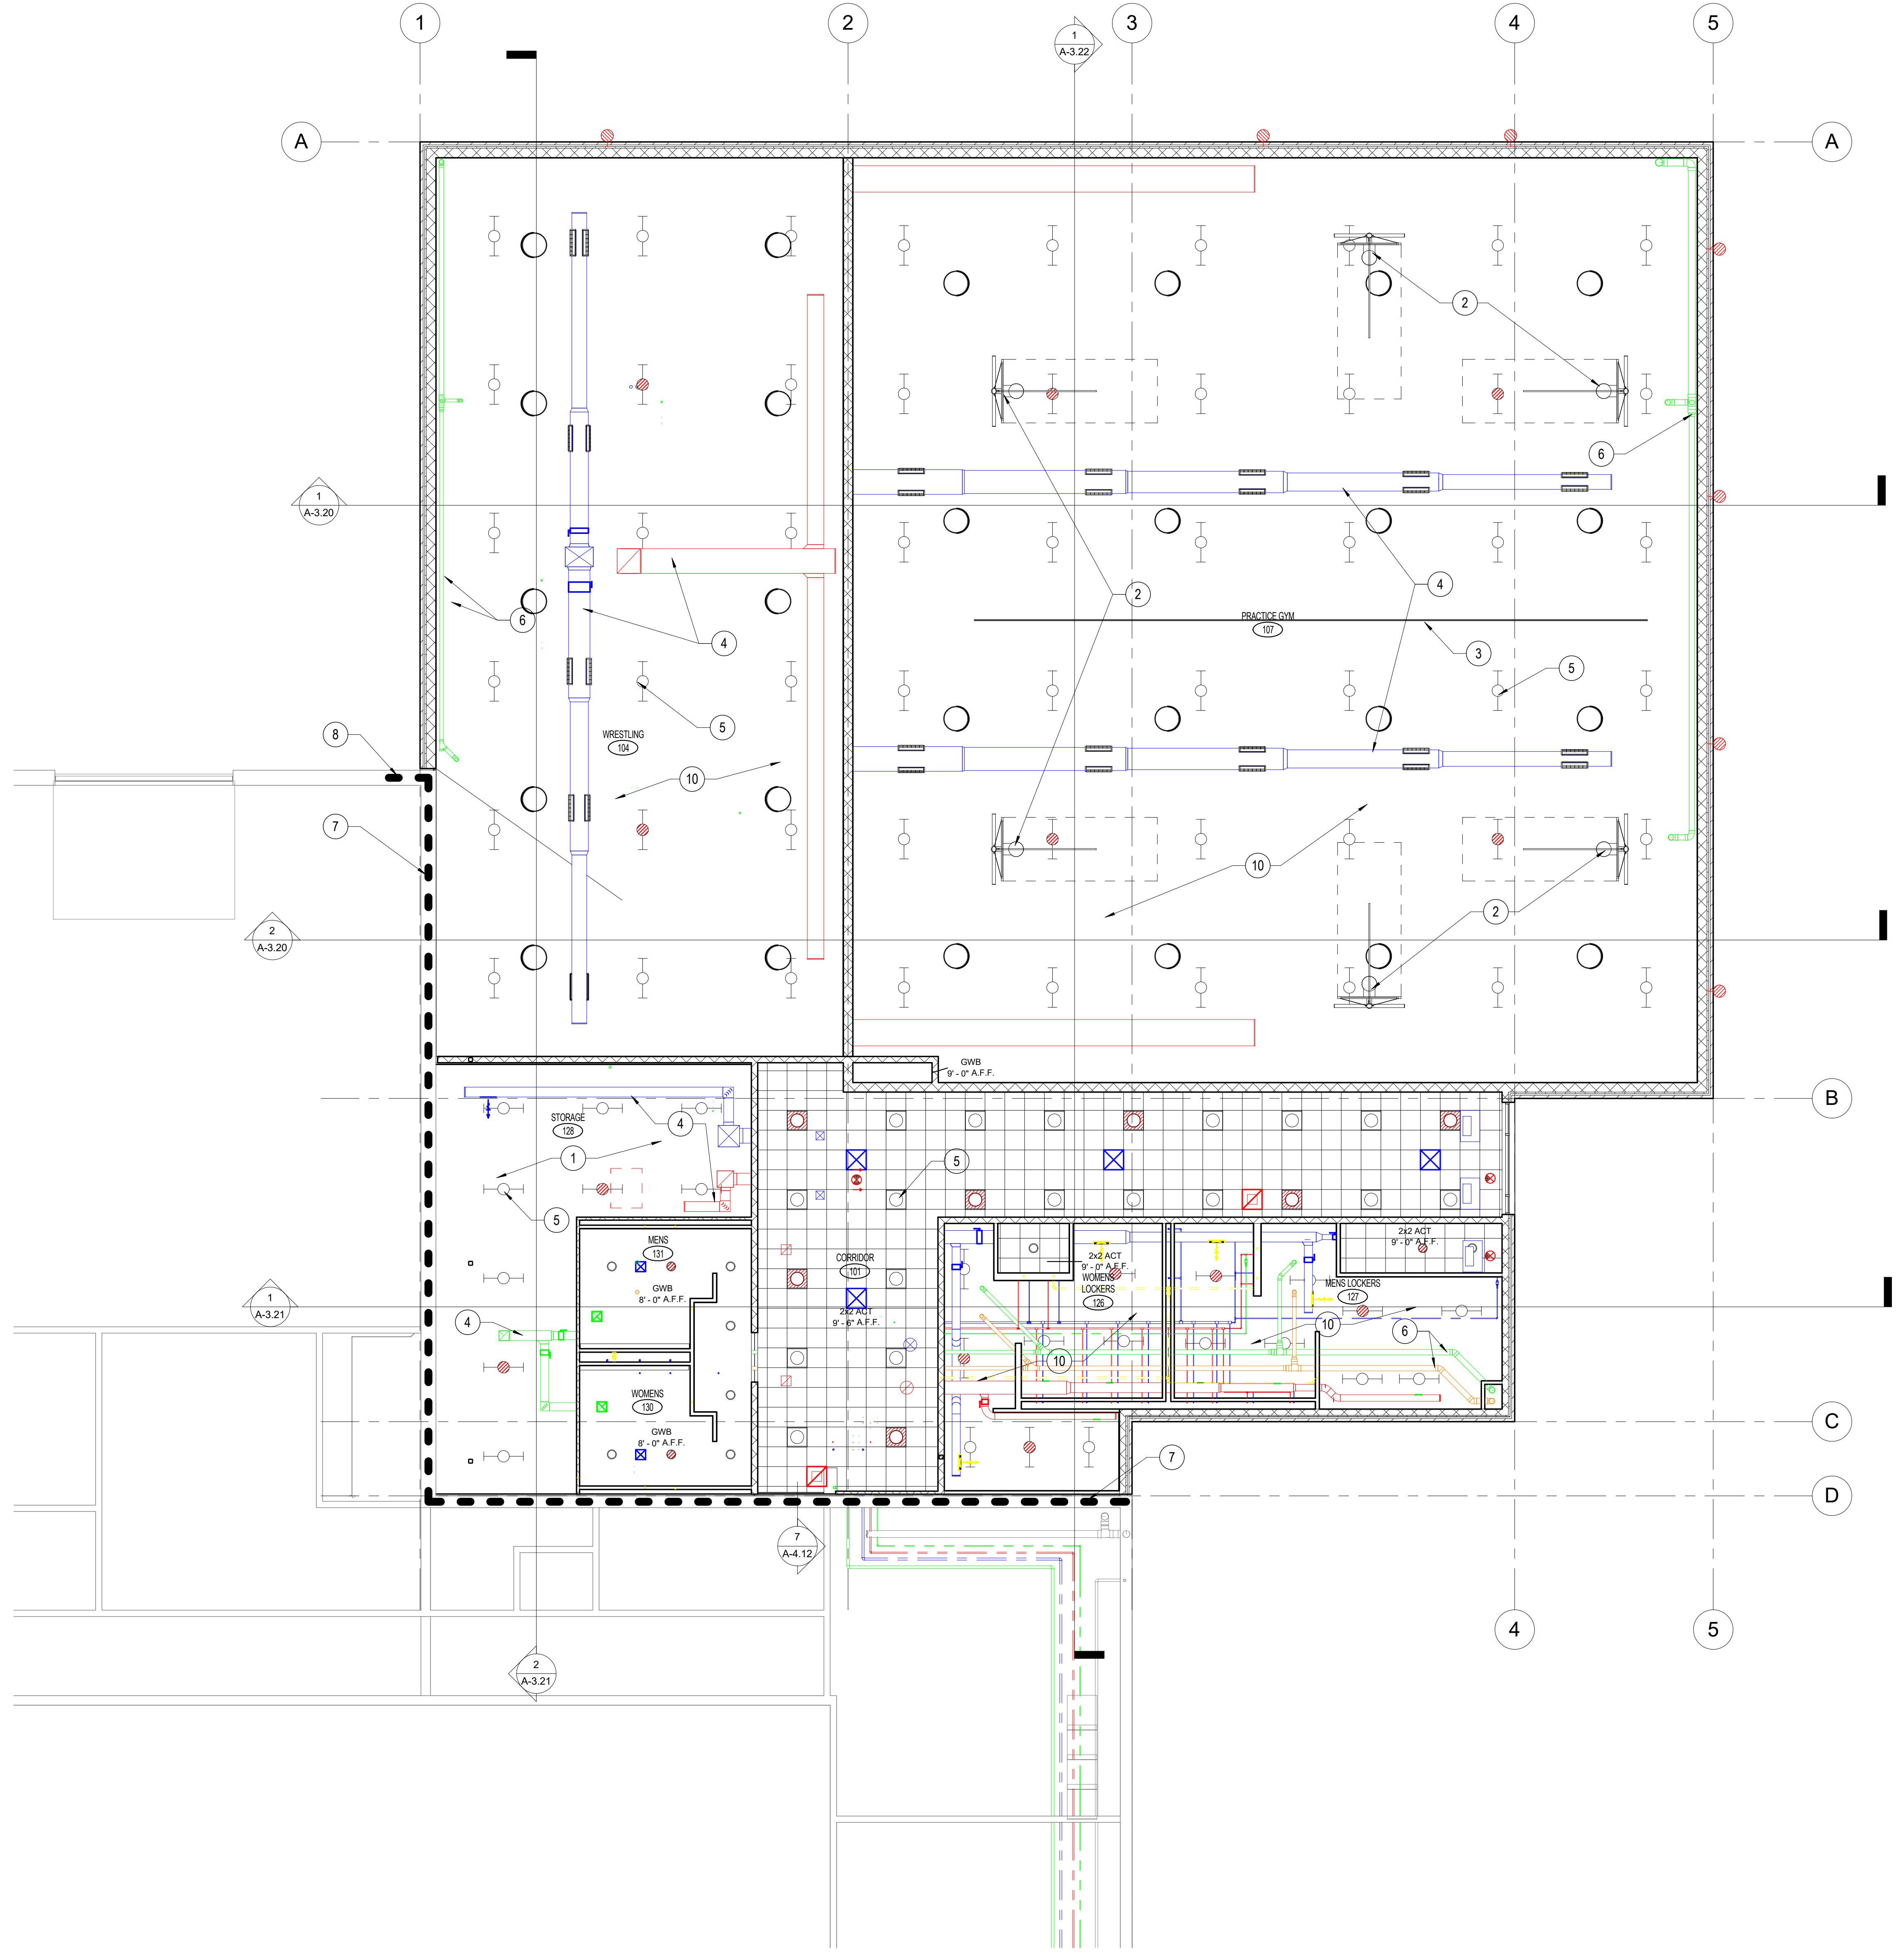 1
2
3
4
5
1
A-3.22
A
A
2
6
1
A-3.20
2
4
4
6
PRACTICE GYM
107
3
5
5
WRESTLING
104
8
10
7
10
2
2
A-3.20
GWB
9' - 0" A.F.F.
B
STORAGE
128
4
1
5
5
MENS
131
GWB
8' - 0" A.F.F.
CORRIDOR
101
2x2 ACT
9' - 6" A.F.F.
2x2 ACT
9' - 0" A.F.F.
WOMENS
LOCKERS
126
2x2 ACT
9' - 0" A.F.F.
MENS LOCKERS
127
1
A-3.21
4
10
6
10
WOMENS
130
GWB
8' - 0" A.F.F.
C
7
D
7
A-4.12
4
5
2
A-3.21